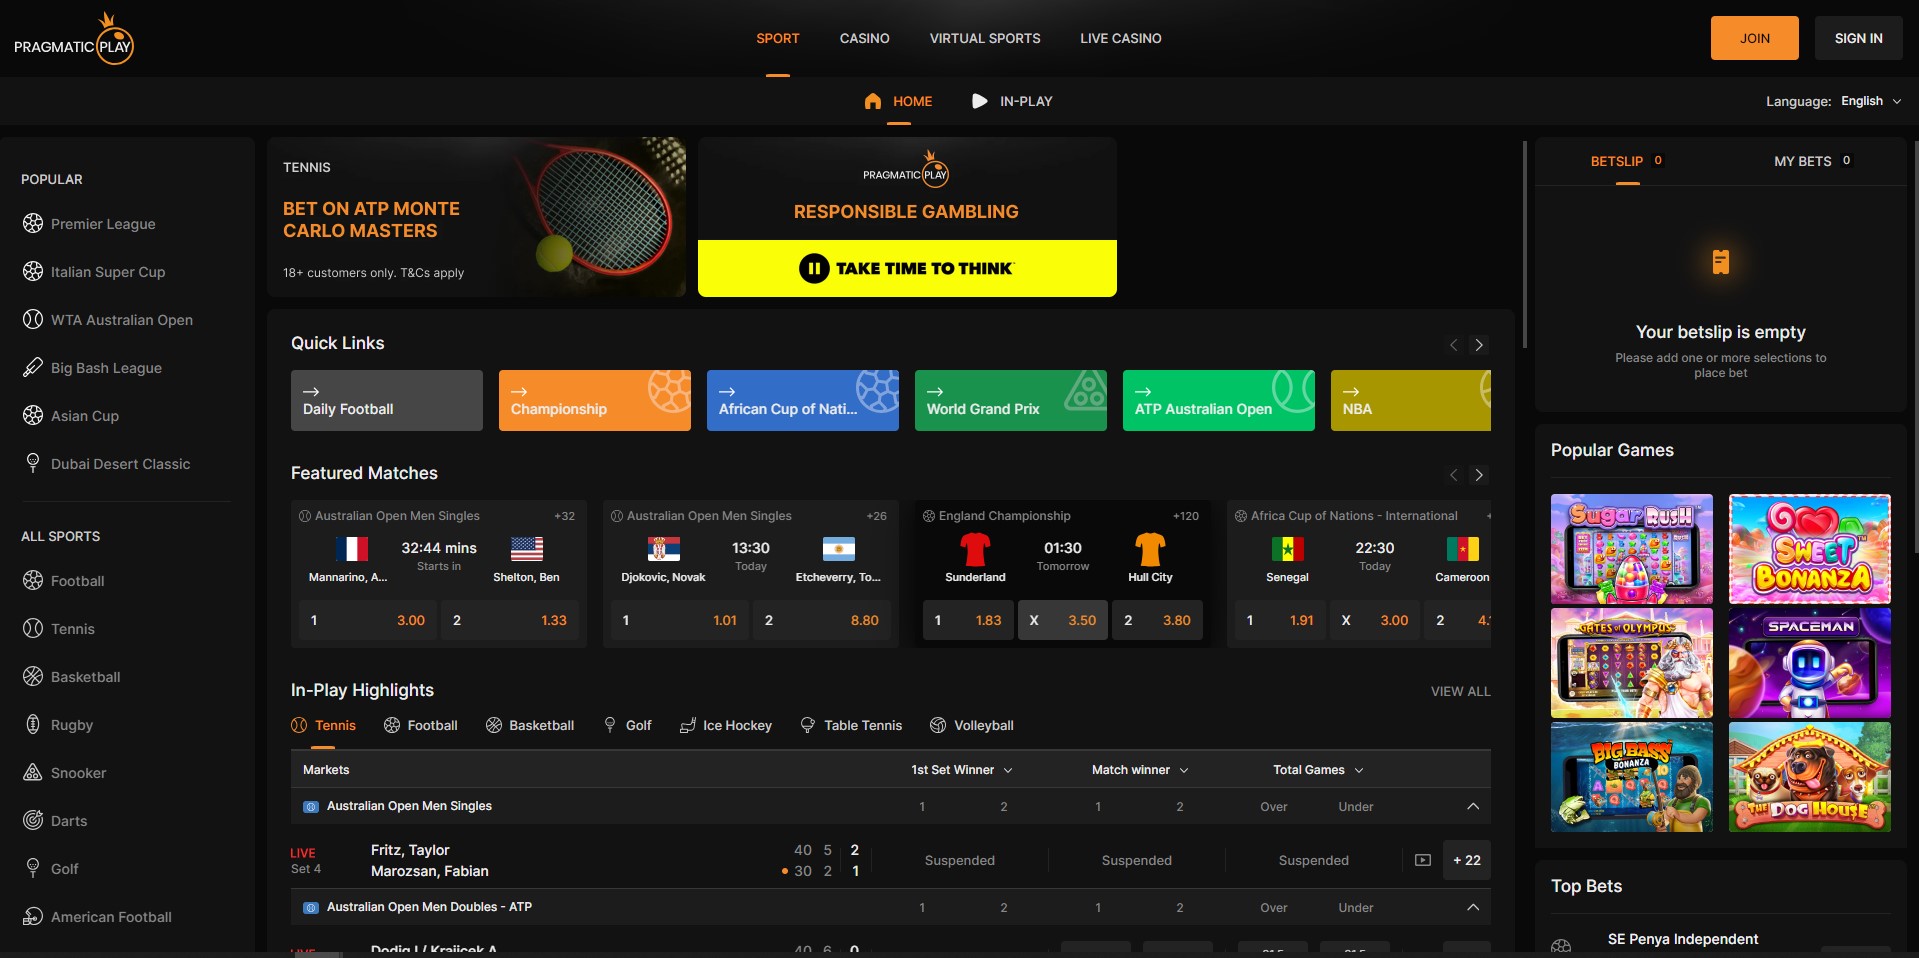 PRAGMATIC PLAY
SPORT
CASINO
VIRTUAL SPORTS
LIVE CASINO
JOIN
SIGN IN
HOME
IN-PLAY
Language: English
POPULAR
Premier League
Italian Super Cup
WTA Australian Open
Big Bash League
Asian Cup
Dubai Desert Classic
ALL SPORTS
Football
Tennis
Basketball
Rugby
Snooker
Darts
Golf
American Football
TENNIS
BET ON ATP MONTE
CARLO MASTERS
18+ customers only. T&Cs apply
PRAGMATIC PLAY
RESPONSIBLE GAMBLING
TAKE TIME TO THINK
Quick Links
Daily Football
Championship
African Cup of Nati...
World Grand Prix
ATP Australian Open
NBA
Featured Matches
Australian Open Men Singles +32
32:44 mins
Starts in
Mannarino, A... Shelton, Ben
1 3.00 2 1.33
Australian Open Men Singles +26
13:30
Today
Djokovic, Novak Etcheverry, To...
1 1.01 2 8.80
England Championship +120
01:30
Tomorrow
Sunderland Hull City
1 1.83 X 3.50 2 3.80
Africa Cup of Nations - International +
22:30
Today
Senegal Cameroon
1 1.91 X 3.00 2 4.
In-Play Highlights VIEW ALL
Tennis Football Basketball Golf Ice Hockey Table Tennis Volleyball
Markets 1st Set Winner Match winner Total Games
Australian Open Men Singles 1 2 1 2 Over Under
LIVE
Set 4
Fritz, Taylor 40 5 2
Marozsan, Fabian 30 2 1
Suspended Suspended Suspended + 22
Australian Open Men Doubles - ATP 1 2 1 2 Over Under
LIVE Dodig I / Krajicek A 40 6 0
BETSLIP 0
MY BETS 0
Your betslip is empty
Please add one or more selections to
place bet
Popular Games
Sugar RUSH
SWEET
BONANZA
GATES of OLYMPUS
SPACEMAN
BIG BASS
BONANZA
THE DOG HOUSE
Top Bets
SE Penya Independent